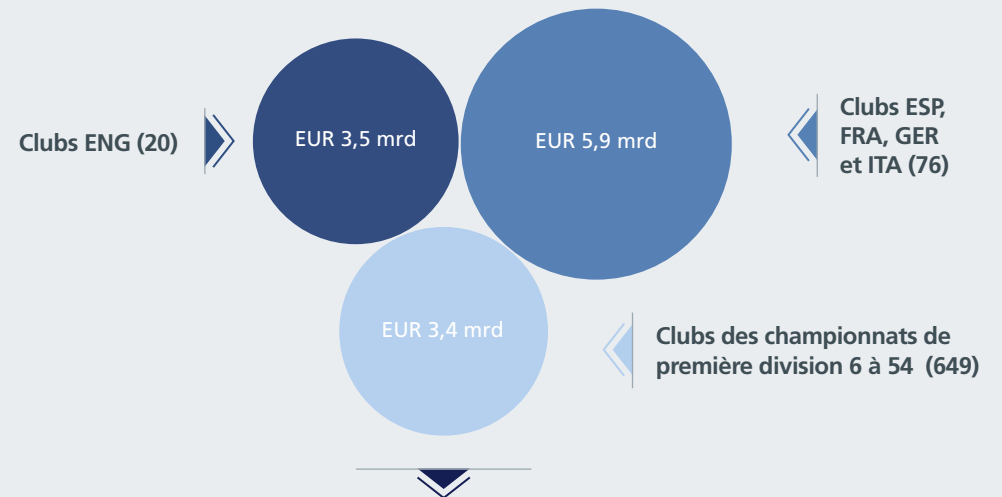 Clubs ENG (20)
EUR 3,5 mrd
EUR 5,9 mrd
Clubs ESP,
FRA, GER
et ITA (76)
EUR 3,4 mrd
Clubs des championnats de
première division 6 à 54 (649)